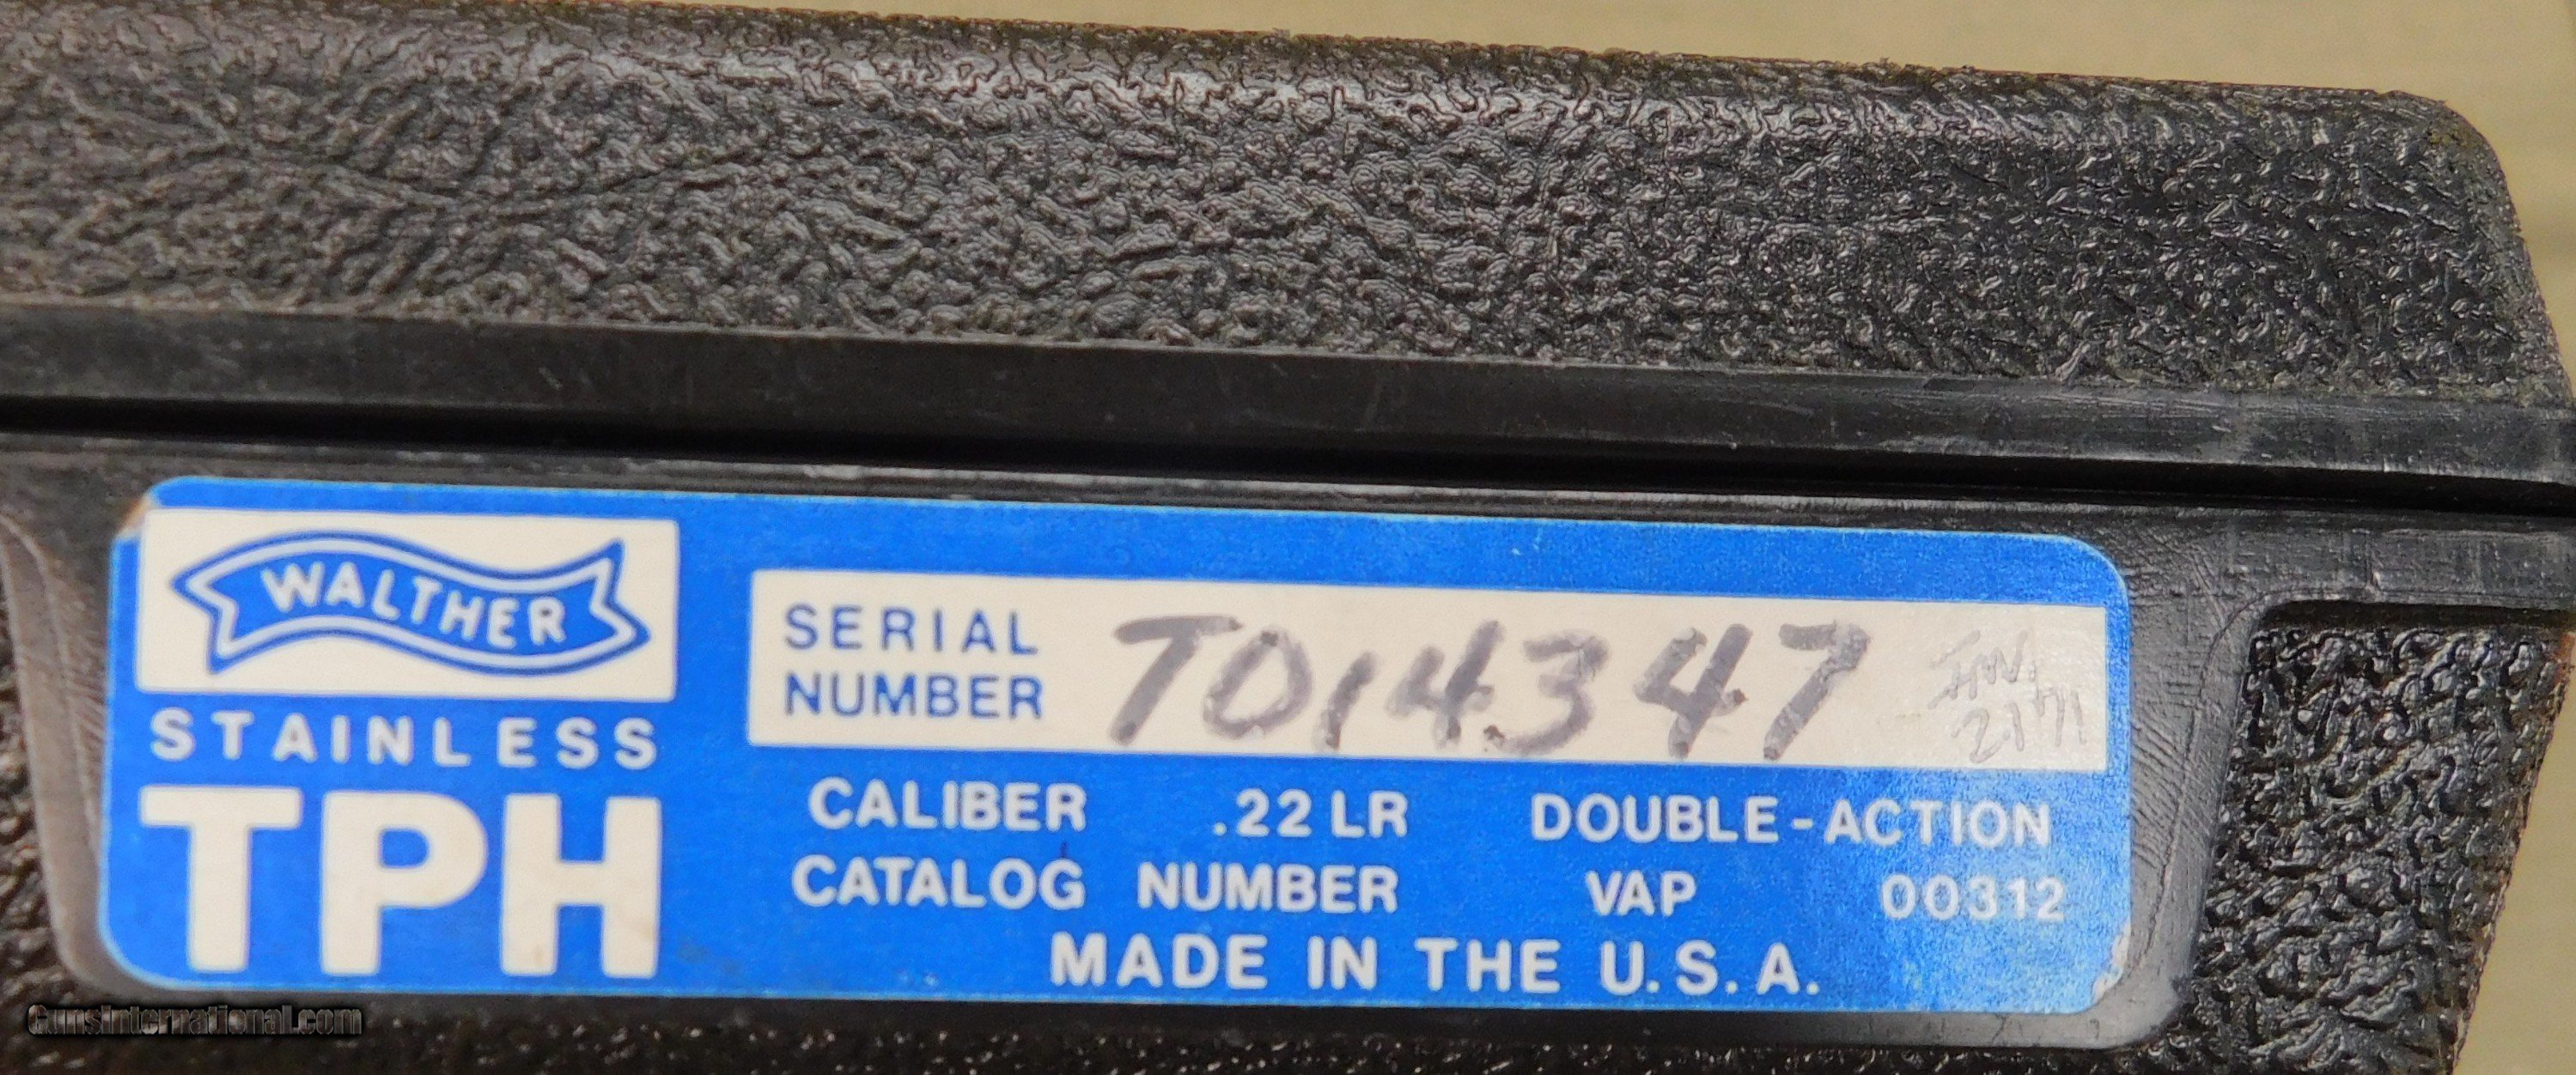 WALTHER
STAINLESS
TPH
SERIAL NUMBER T014347
CALIBER .22 LR DOUBLE-ACTION
CATALOG NUMBER VAP 00312
MADE IN THE U.S.A.
GunsInternational.com